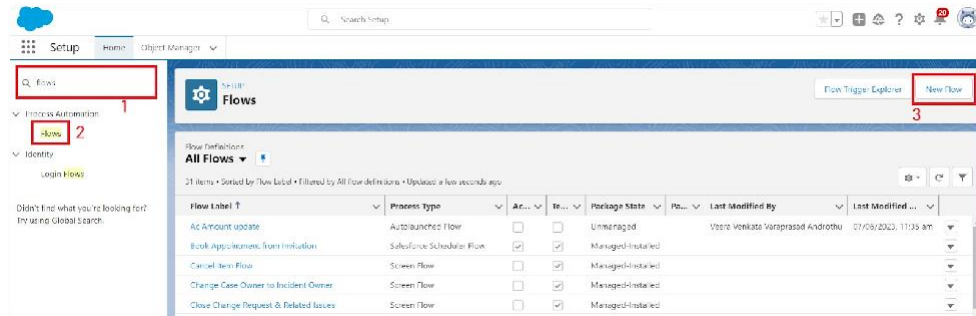 Search Setup
20
Setup Home Object Manager
flows
1
SETUP
Flows
Flow Trigger Explorer New Flow
3
Process Automation
Flows 2
Identity
Login Flows
Didn't find what you're looking for?
Try using Global Search.
Flow Definitions
All Flows
31 items • Sorted by Flow Label • Filtered by All flow definitions • Updated a few seconds ago
Flow Label ↑ Process Type Ac... Te... Package State Pa... Last Modified By Last Modified ...
Ac Amount update Autolaunched Flow Unmanaged Veera Venkata Varaprasad Androthu 07/06/2023, 11:35 am
Book Appointment from Invitation Salesforce Scheduler Flow Managed-Installed
Cancel Item Flow Screen Flow Managed-Installed
Change Case Owner to Incident Owner Screen Flow Managed-Installed
Close Change Request & Related Issues Screen Flow Managed-Installed